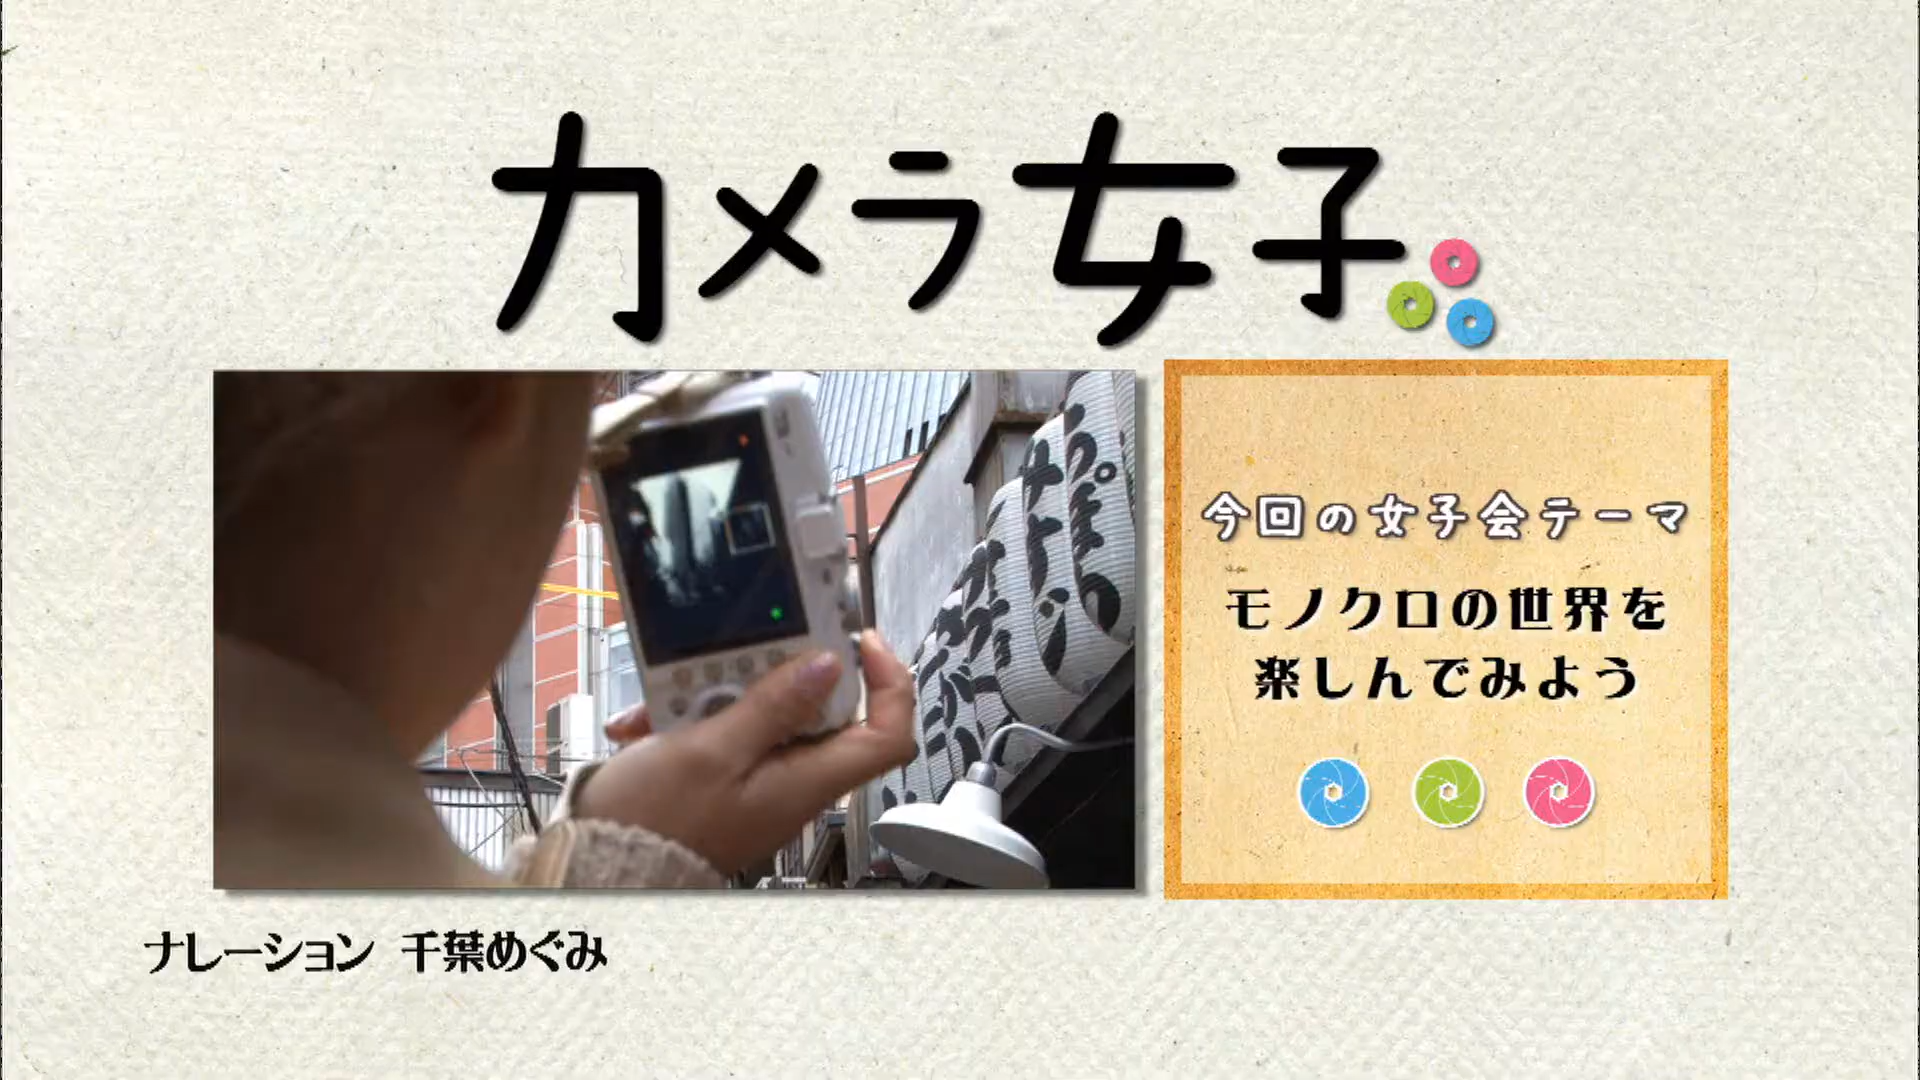 カメラ女子
今回の女子会テーマ
モノクロの世界を
楽しんでみよう
ナレーション 千葉めぐみ